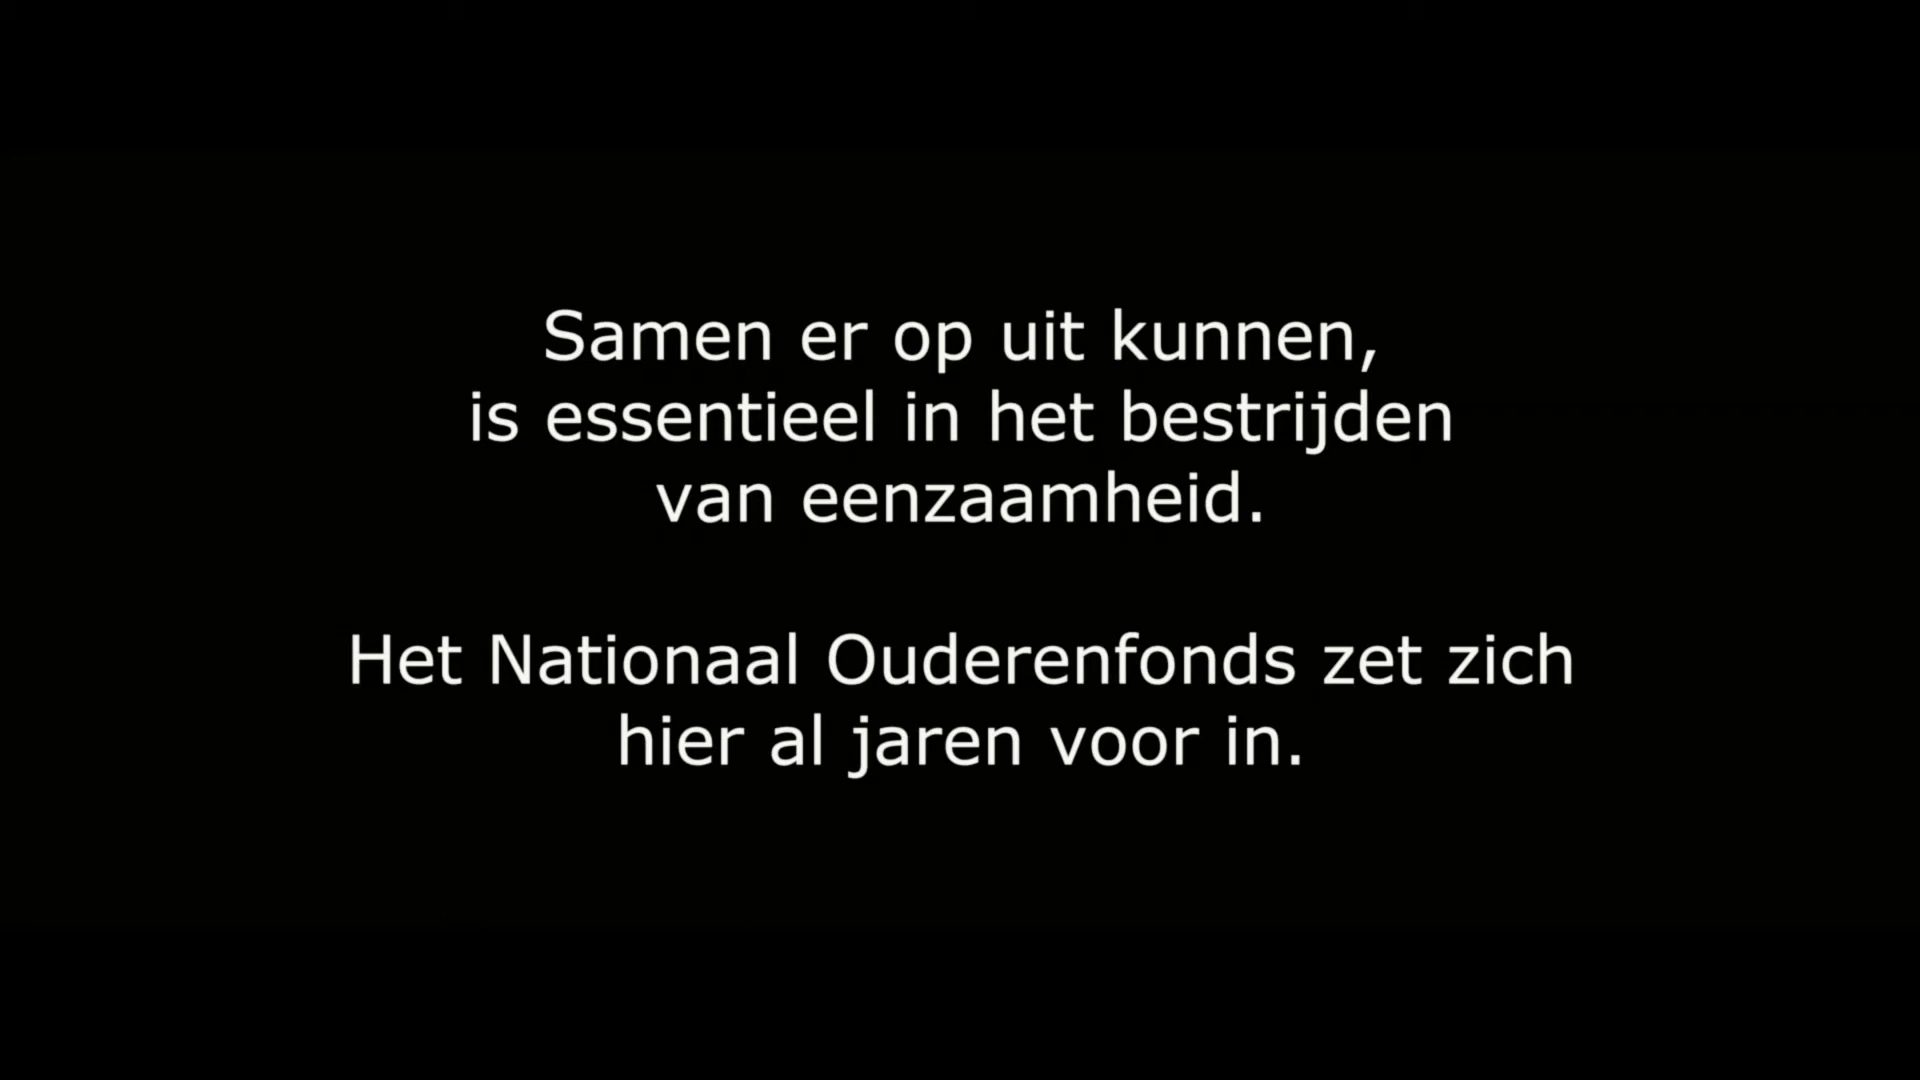 Samen er op uit kunnen,
is essentieel in het bestrijden
van eenzaamheid.
Het Nationaal Ouderenfonds zet zich
hier al jaren voor in.